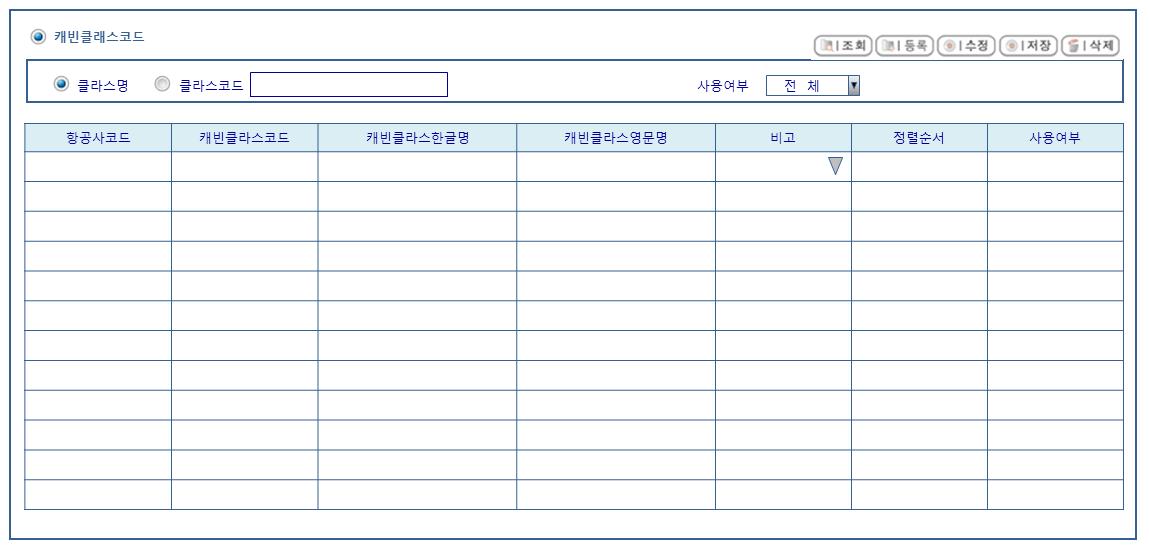 캐빈클래스코드
조회 등록 수정 저장 삭제
클라스명 클라스코드 사용여부 전 체
항공사코드 캐빈클라스코드 캐빈클라스한글명 캐빈클라스영문명 비고 정렬순서 사용여부